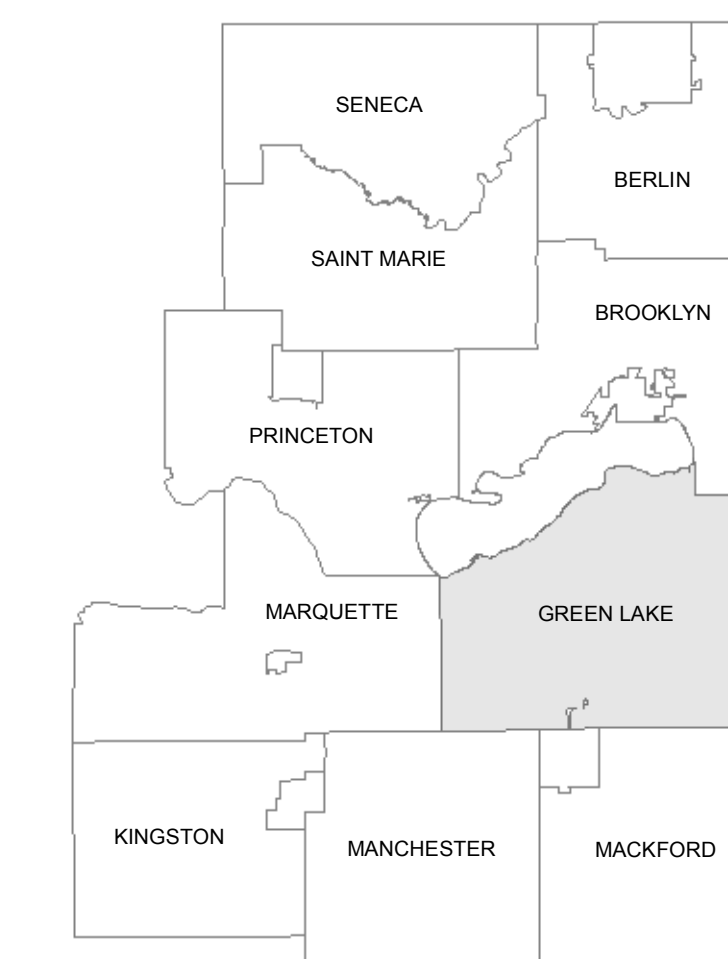 SENECA
BERLIN
SAINT MARIE
BROOKLYN
PRINCETON
MARQUETTE
GREEN LAKE
KINGSTON
MANCHESTER
MACKFORD